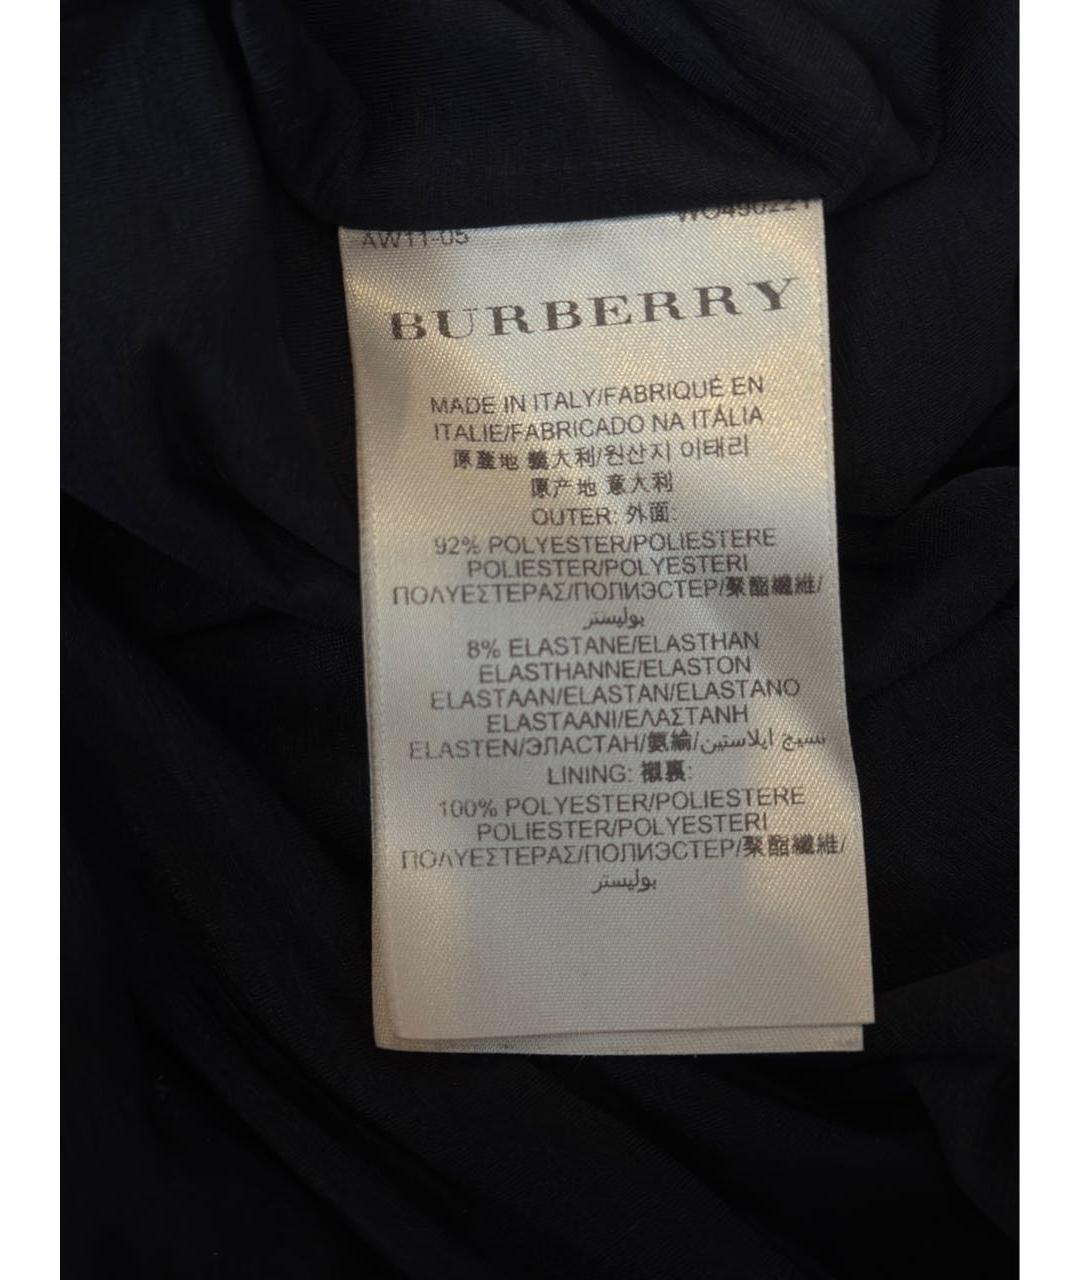 AW11-05 WO430221
BURBERRY
MADE IN ITALY/FABRIQUÉ EN
ITALIE/FABRICADO NA ITÁLIA
原產地 義大利/원산지 이태리
原产地 意大利
OUTER: 外面:
92% POLYESTER/POLIESTERE
POLIESTER/POLYESTERI
ΠΟΛΥΕΣΤΕΡΑΣ/ПОЛИЭСТЕР/聚酯纖維/
بوليستر
8% ELASTANE/ELASTHAN
ELASTHANNE/ELASTON
ELASTAAN/ELASTAN/ELASTANO
ELASTAANI/ΕΛΑΣΤΑΝΗ
ELASTEN/ЭЛАСТАН/氨綸/نسيج ايلاستين
LINING: 襯裏:
100% POLYESTER/POLIESTERE
POLIESTER/POLYESTERI
ΠΟΛΥΕΣΤΕΡΑΣ/ПОЛИЭСТЕР/聚酯纖維/
بوليستر